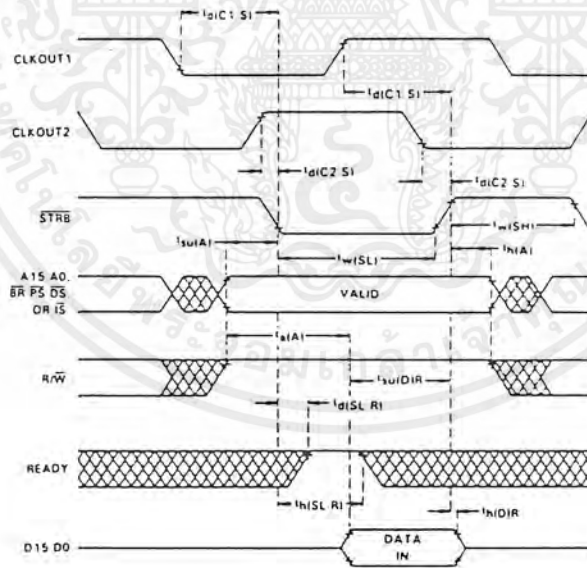 td(C1 S)
CLKOUT1
td(C1 S)
CLKOUT2
td(C2 S)
td(C2 S)
STRB
tw(SH)
tsu(A)
tw(SL)
th(A)
A15 A0,
BR PS DS
OR IS
VALID
ta(A)
R/W
tsu(D)R
td(SL R)
READY
th(SL R)
th(D)R
D15 D0
DATA
IN